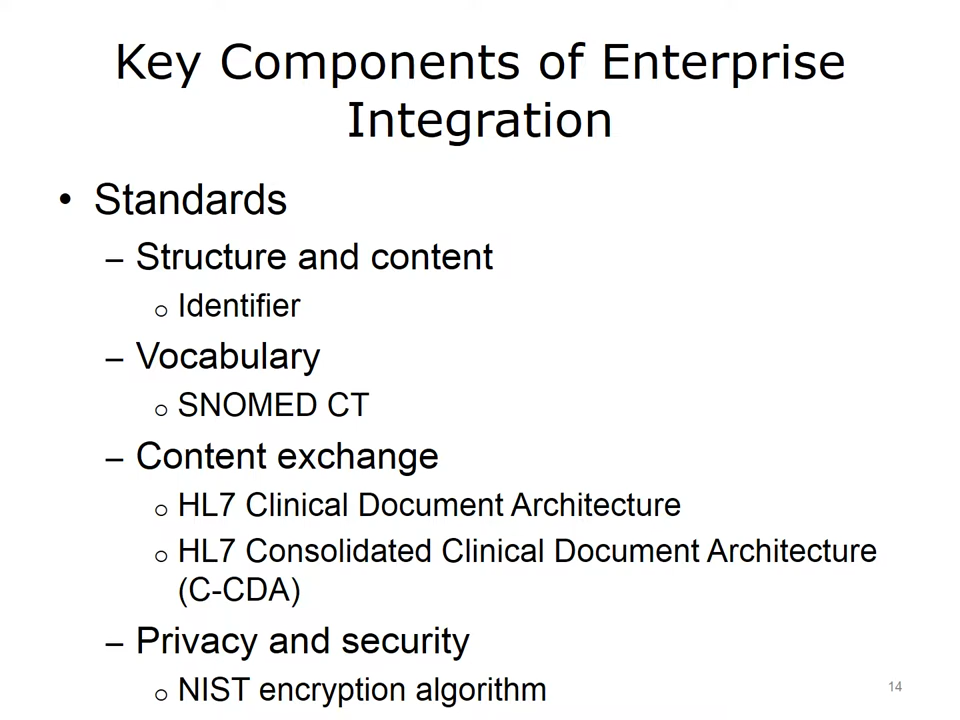 Key Components of Enterprise
Integration
• Standards
– Structure and content
o Identifier
– Vocabulary
o SNOMED CT
– Content exchange
o HL7 Clinical Document Architecture
o HL7 Consolidated Clinical Document Architecture
(C-CDA)
– Privacy and security
o NIST encryption algorithm
14